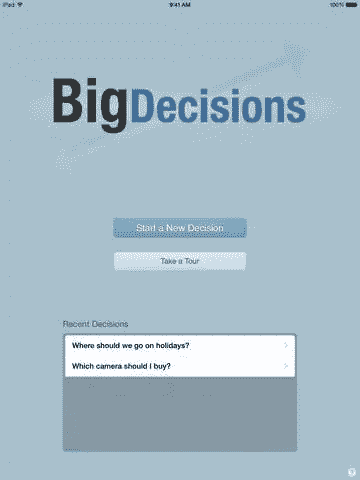 iPad
9:41 AM
100%
BigDecisions
Start a New Decision
Take a Tour
Recent Decisions
Where should we go on holidays?
Which camera should I buy?